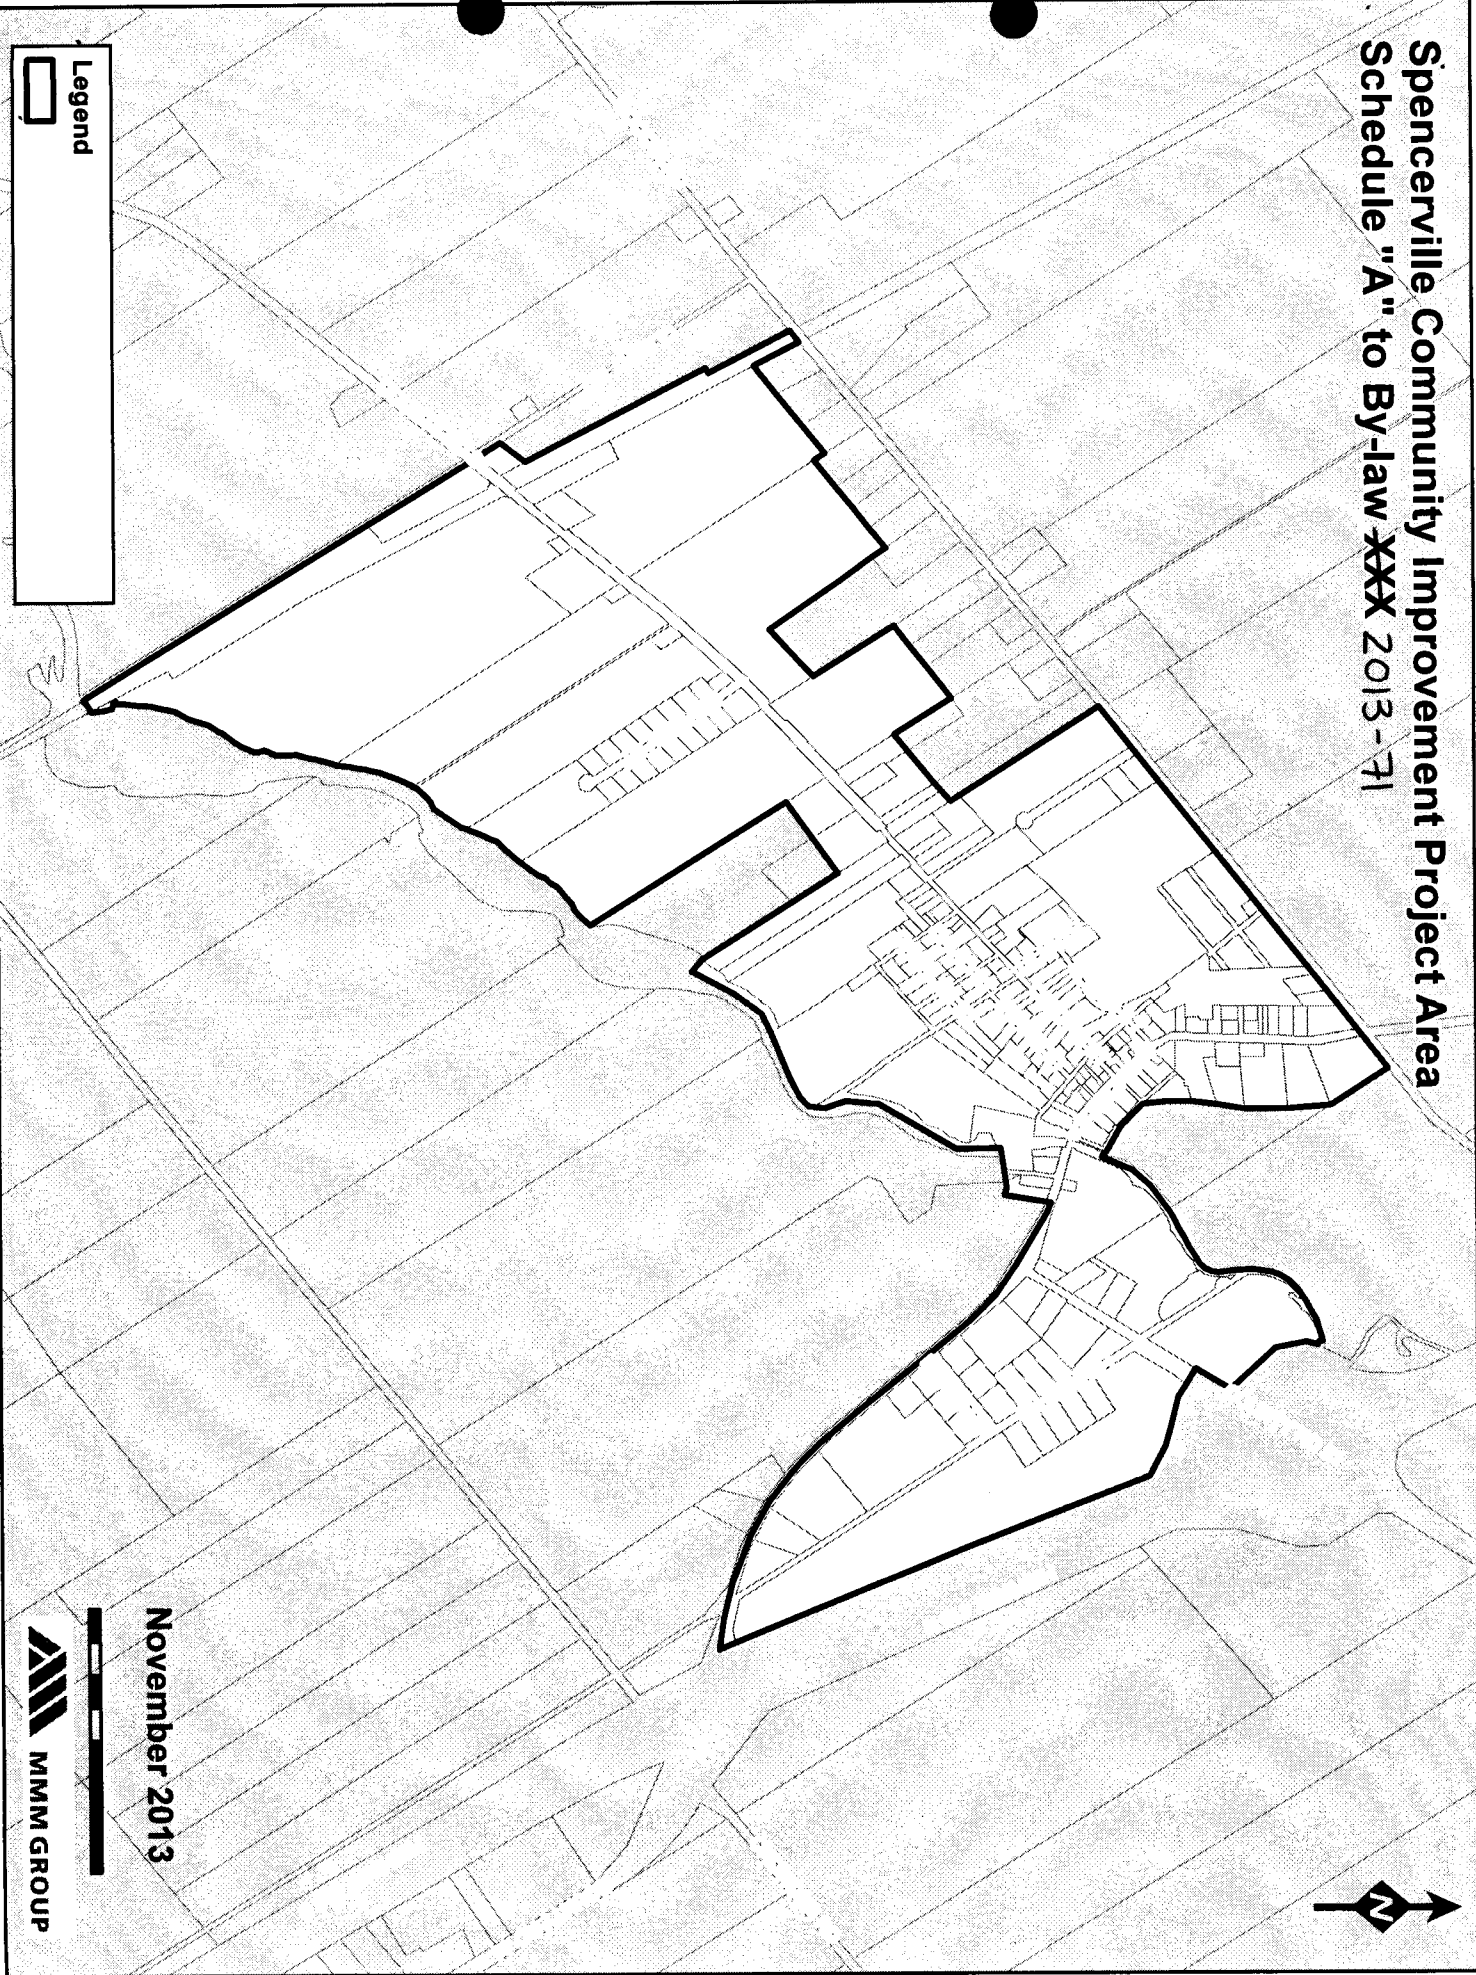 Spencerville Community Improvement Project Area
Schedule "A" to By-law XXX 2013-71
Legend
November 2013
MMM GROUP
N